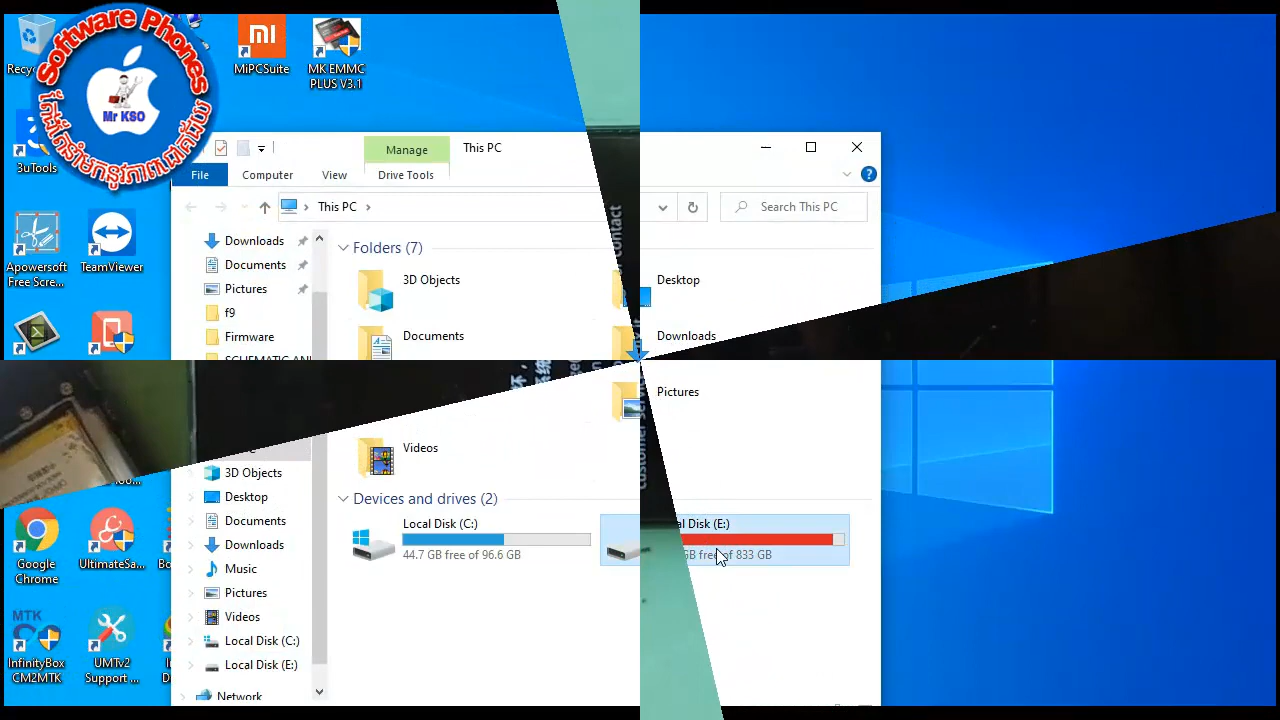 Software Phones
Mr KSO
MiPCSuite
MK EMMC
PLUS V3.1
3uTools
Apowersoft
Free Scre...
TeamViewer
Manage
This PC
File
Computer
View
Drive Tools
This PC
Search This PC
Downloads
Documents
Pictures
f9
Firmware
Folders (7)
3D Objects
Desktop
Documents
Downloads
Pictures
Videos
contact
customer
3D Objects
Desktop
Documents
Downloads
Music
Pictures
Videos
Local Disk (C:)
Local Disk (E:)
Network
Devices and drives (2)
Local Disk (C:)
44.7 GB free of 96.6 GB
Disk (E:)
GB free of 833 GB
Google
Chrome
UltimateSa...
MTK
InfinityBox
CM2MTK
UMTv2
Support ...